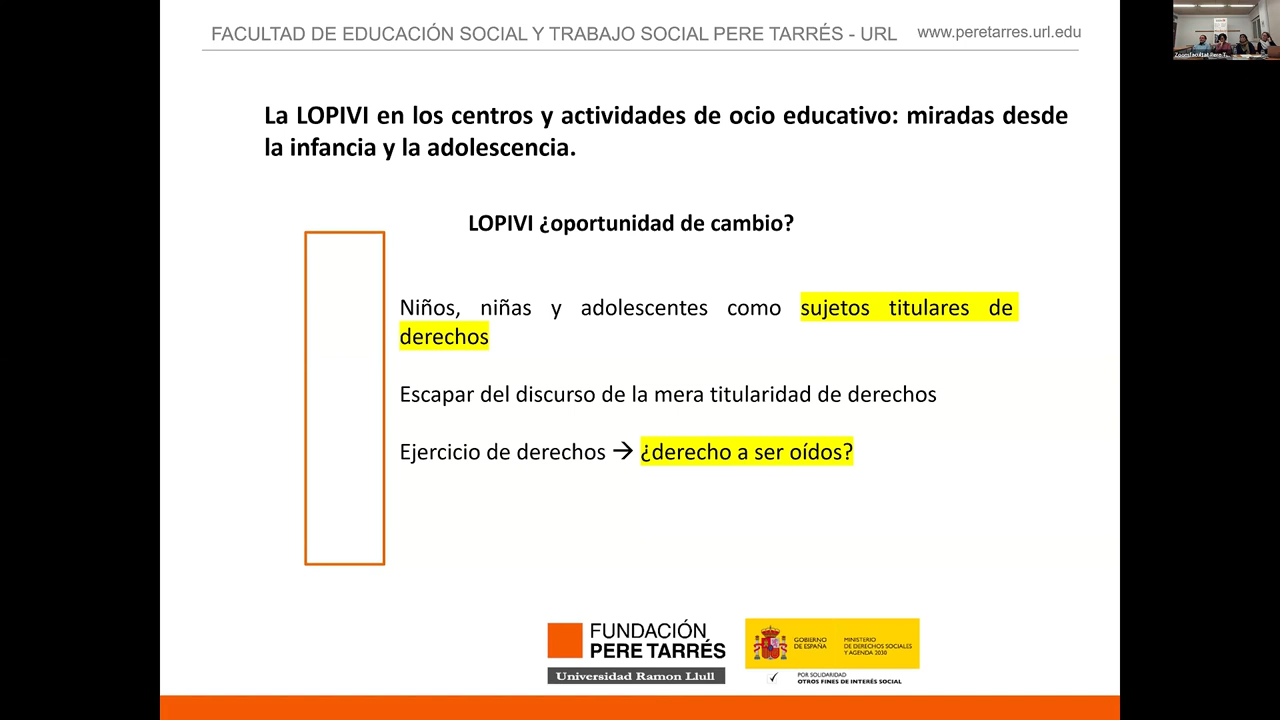 FACULTAD DE EDUCACIÓN SOCIAL Y TRABAJO SOCIAL PERE TARRÉS - URL www.peretarres.url.edu
La LOPIVI en los centros y actividades de ocio educativo: miradas desde
la infancia y la adolescencia.
LOPIVI ¿oportunidad de cambio?
Niños, niñas y adolescentes como sujetos titulares de
derechos
Escapar del discurso de la mera titularidad de derechos
Ejercicio de derechos → ¿derecho a ser oídos?
FUNDACIÓN
PERE TARRÉS
Universidad Ramon Llull
GOBIERNO
DE ESPAÑA
MINISTERIO
DE DERECHOS SOCIALES
Y AGENDA 2030
POR SOLIDARIDAD
OTROS FINES DE INTERÉS SOCIAL